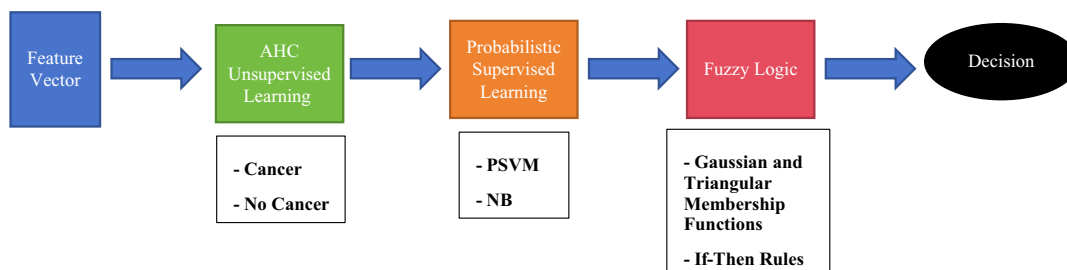 Feature
Vector
AHC
Unsupervised
Learning
Probabilistic
Supervised
Learning
Fuzzy Logic
Decision
- Cancer
- No Cancer
- PSVM
- NB
- Gaussian and
Triangular
Membership
Functions
- If-Then Rules